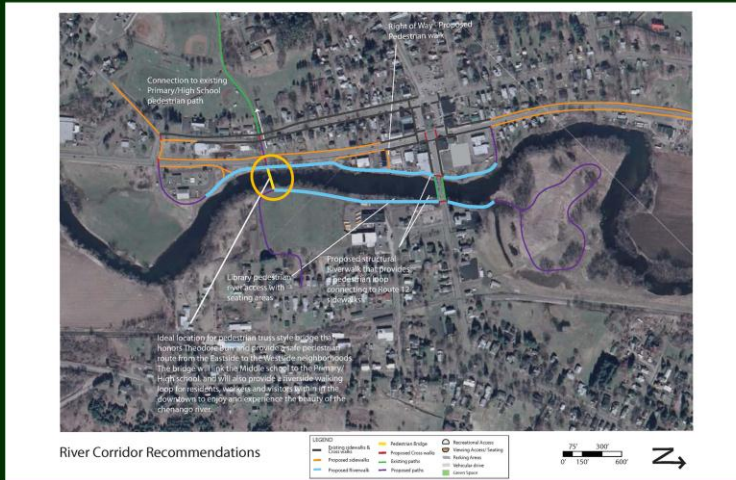 Right of Way - Proposed
Pedestrian walk
Connection to existing
Primary/High School
pedestrian path
Library pedestrian
river access with
seating areas
Proposed structural
riverwalk that provides
a pedestrian loop
connecting to Route 12
sidewalks
Ideal location for pedestrian truss style bridge that
honors Theodore Burr and provide a safe pedestrian
route from the Eastside to the Westside neighborhoods.
The bridge will link the Middle school to the Primary/
High school, and will also provide a riverside walking
loop for residents, workers and visitors in the
downtown to enjoy and experience the beauty of the
chenango river.
River Corridor Recommendations
LEGEND
Existing sidewalks &
Cross walks
Proposed sidewalks
Proposed Riverwalk
Pedestrian Bridge
Proposed Cross walks
Existing paths
Proposed paths
Recreational Access
Viewing Access/ Seating
Parking Areas
Vehicular drive
Green Space
75' 300'
0' 150' 600'
N